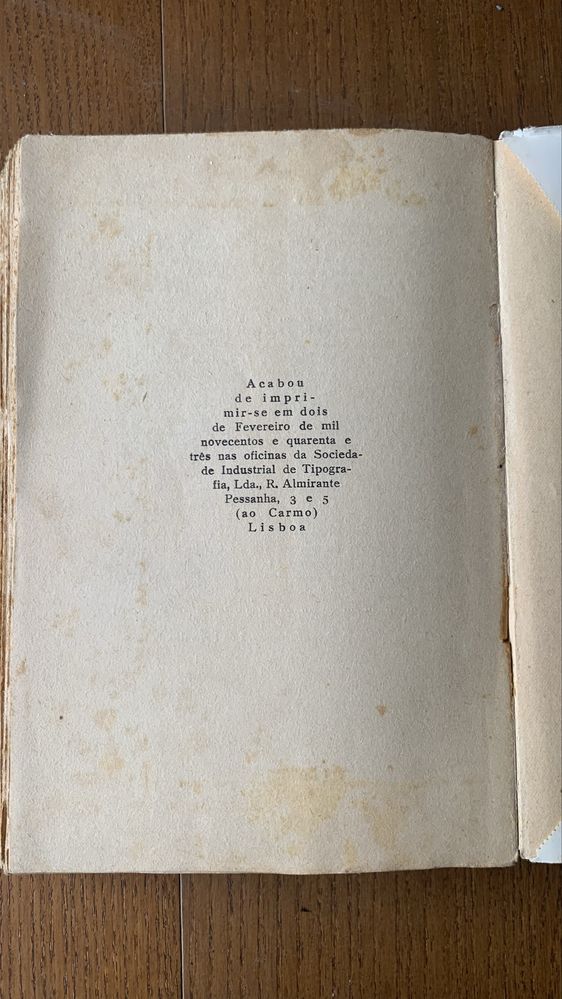 Acabou
de impri-
mir-se em dois
de Fevereiro de mil
novecentos e quarenta e
três nas oficinas da Socieda-
de Industrial de Tipogra-
fia, Lda., R. Almirante
Pessanha, 3 e 5
(ao Carmo)
Lisboa